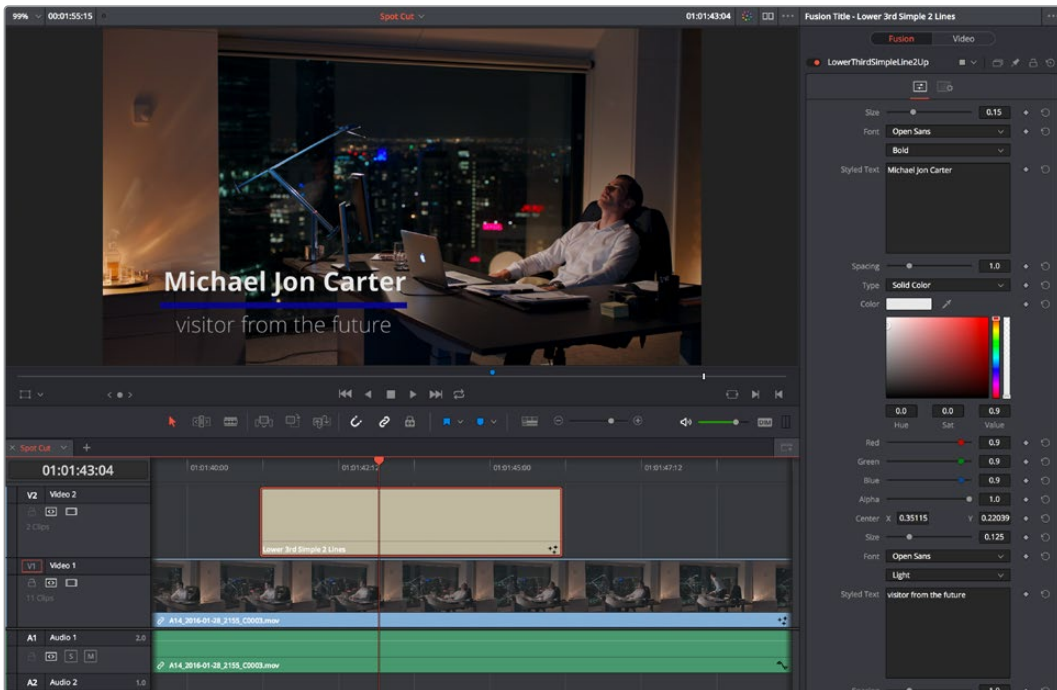 99% 00:01:55:15 Spot Cut 01:01:43:04 Fusion Title - Lower 3rd Simple 2 Lines
Fusion Video
LowerThirdSimpleLine2Up
Size 0.15
Font Open Sans
Bold
Styled Text Michael Jon Carter
Michael Jon Carter
visitor from the future
Spacing 1.0
Type Solid Color
Color
0.0 0.0 0.9
Hue Sat Value
DIM
Red 0.9
Green 0.9
Blue 0.9
Alpha 1.0
Center X 0.35115 Y 0.22039
Size 0.125
Font Open Sans
Light
Styled Text visitor from the future
Spot Cut
01:01:43:04 01:01:40:00 01:01:42:12 01:01:45:00 01:01:47:12
V2 Video 2
2 Clips
Lower 3rd Simple 2 Lines
V1 Video 1
11 Clips
A14_2016-01-28_2155_C0003.mov
A1 Audio 1 2.0
S M
A14_2016-01-28_2155_C0003.mov
A2 Audio 2 1.0
Spacing 1.0